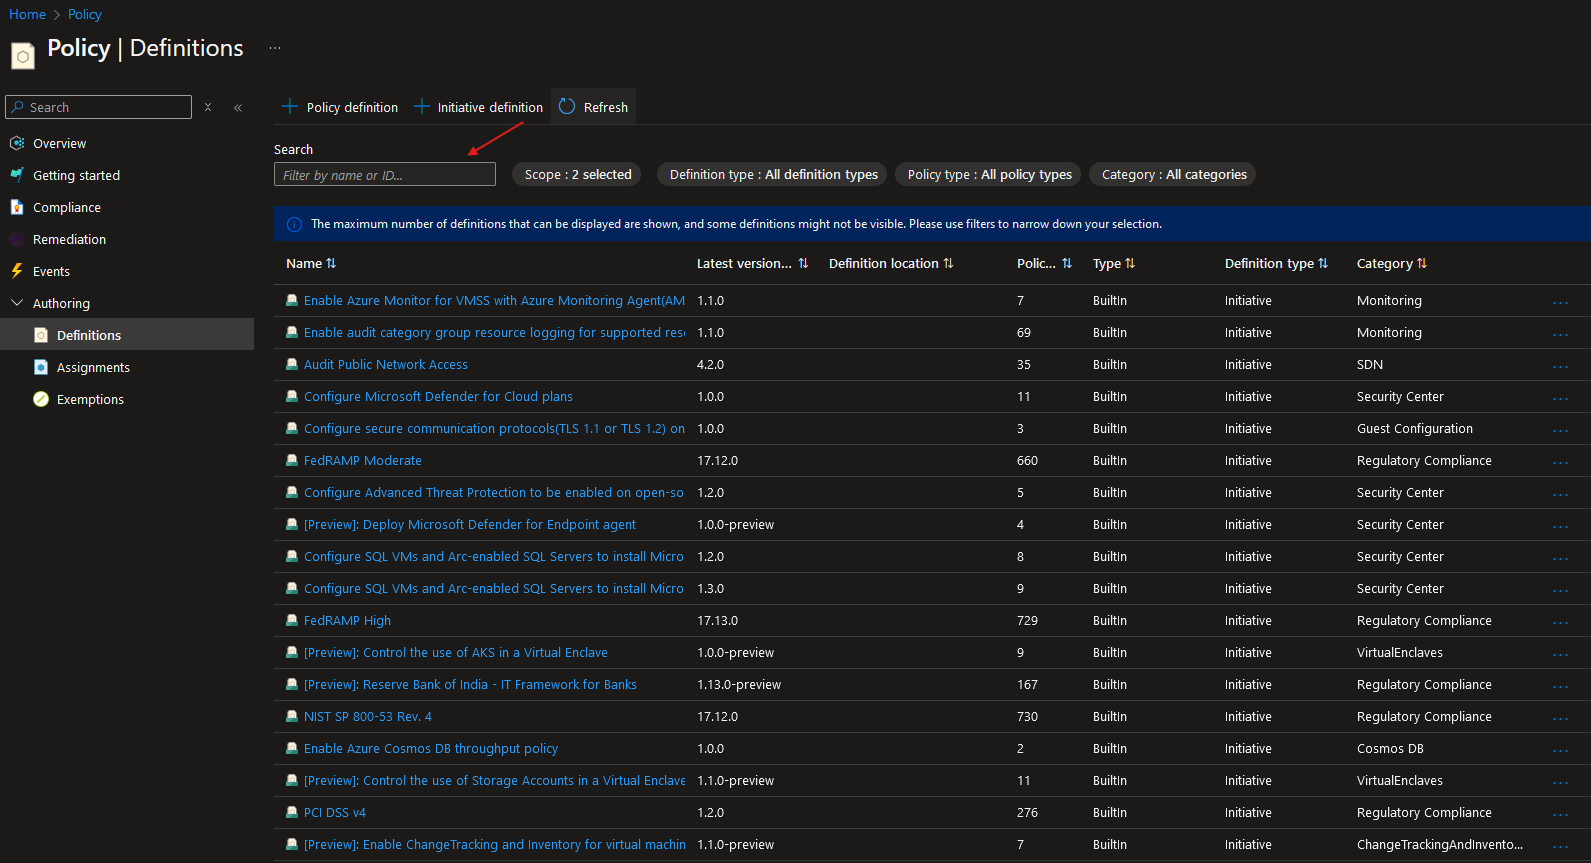 Home > Policy
Policy | Definitions ...
Search
«
Overview
Getting started
Compliance
Remediation
Events
Authoring
Definitions
Assignments
Exemptions
+ Policy definition + Initiative definition Refresh
Search
Filter by name or ID...
Scope : 2 selected
Definition type : All definition types
Policy type : All policy types
Category : All categories
The maximum number of definitions that can be displayed are shown, and some definitions might not be visible. Please use filters to narrow down your selection.
Name Latest version... Definition location Polic... Type Definition type Category
Enable Azure Monitor for VMSS with Azure Monitoring Agent(AM 1.1.0 7 BuiltIn Initiative Monitoring ...
Enable audit category group resource logging for supported res 1.1.0 69 BuiltIn Initiative Monitoring ...
Audit Public Network Access 4.2.0 35 BuiltIn Initiative SDN ...
Configure Microsoft Defender for Cloud plans 1.0.0 11 BuiltIn Initiative Security Center ...
Configure secure communication protocols(TLS 1.1 or TLS 1.2) on 1.0.0 3 BuiltIn Initiative Guest Configuration ...
FedRAMP Moderate 17.12.0 660 BuiltIn Initiative Regulatory Compliance ...
Configure Advanced Threat Protection to be enabled on open-so 1.2.0 5 BuiltIn Initiative Security Center ...
[Preview]: Deploy Microsoft Defender for Endpoint agent 1.0.0-preview 4 BuiltIn Initiative Security Center ...
Configure SQL VMs and Arc-enabled SQL Servers to install Micro 1.2.0 8 BuiltIn Initiative Security Center ...
Configure SQL VMs and Arc-enabled SQL Servers to install Micro 1.3.0 9 BuiltIn Initiative Security Center ...
FedRAMP High 17.13.0 729 BuiltIn Initiative Regulatory Compliance ...
[Preview]: Control the use of AKS in a Virtual Enclave 1.0.0-preview 9 BuiltIn Initiative VirtualEnclaves ...
[Preview]: Reserve Bank of India - IT Framework for Banks 1.13.0-preview 167 BuiltIn Initiative Regulatory Compliance ...
NIST SP 800-53 Rev. 4 17.12.0 730 BuiltIn Initiative Regulatory Compliance ...
Enable Azure Cosmos DB throughput policy 1.0.0 2 BuiltIn Initiative Cosmos DB ...
[Preview]: Control the use of Storage Accounts in a Virtual Enclave 1.1.0-preview 11 BuiltIn Initiative VirtualEnclaves ...
PCI DSS v4 1.2.0 276 BuiltIn Initiative Regulatory Compliance ...
[Preview]: Enable ChangeTracking and Inventory for virtual machin 1.1.0-preview 7 BuiltIn Initiative ChangeTrackingAndInvento... ...